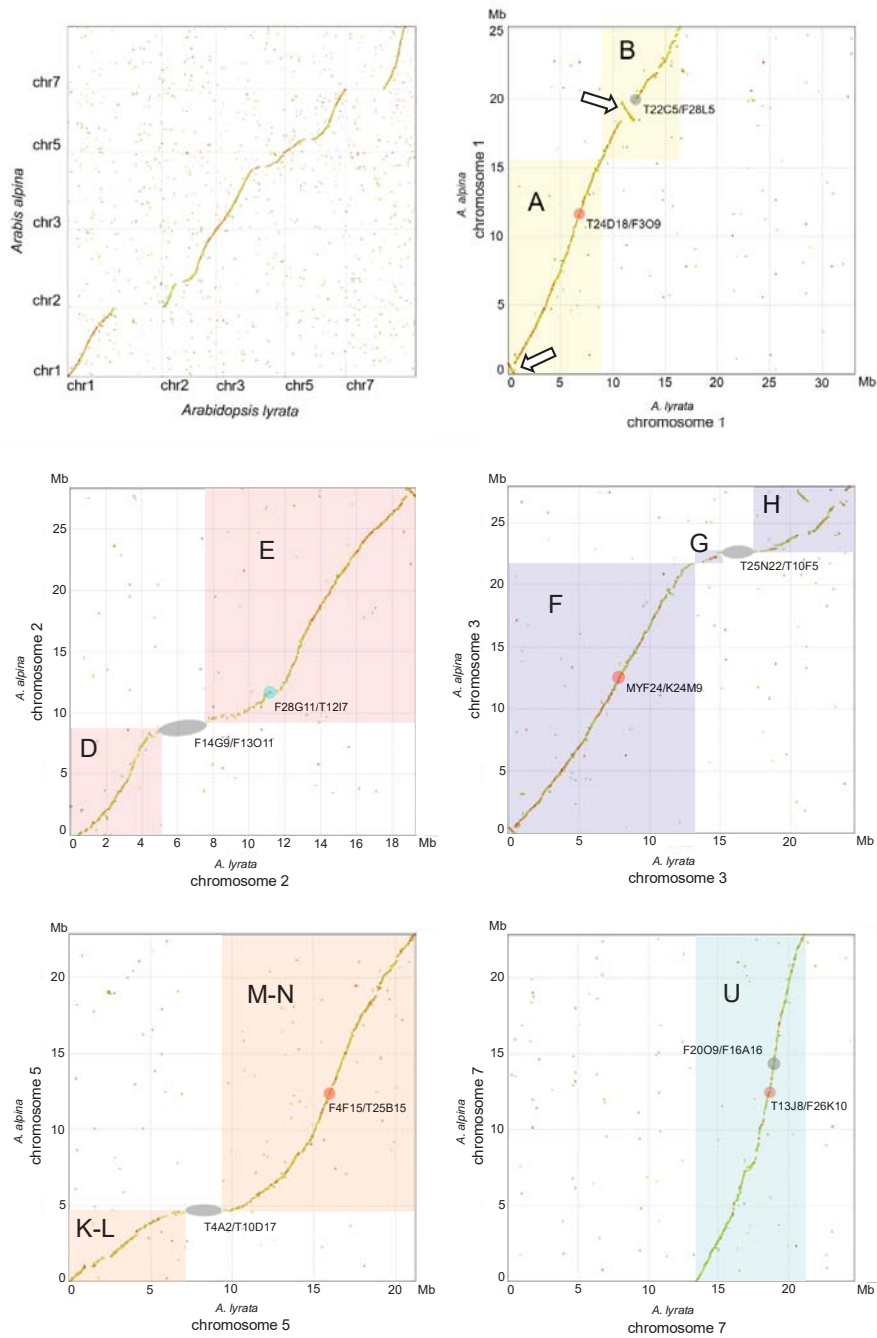 chr7
chr5
chr3
chr2
chr1
Arabis alpina
chr1 chr2 chr3 chr5 chr7
Arabidopsis lyrata
Mb
25
20
15
10
5
0
A. alpina
chromosome 1
B
T22C5/F28L5
A
T24D18/F3O9
0 5 10 15 20 25 30 Mb
A. lyrata
chromosome 1
Mb
25
20
15
10
5
0
A. alpina
chromosome 2
E
F28G11/T12I7
F14G9/F13O11
D
0 2 4 6 8 10 12 14 16 18 Mb
A. lyrata
chromosome 2
Mb
25
20
15
10
5
0
A. alpina
chromosome 3
H
G
T25N22/T10F5
F
MYF24/K24M9
0 5 10 15 20 Mb
A. lyrata
chromosome 3
Mb
20
15
10
5
0
A. alpina
chromosome 5
M-N
F4F15/T25B15
T4A2/T10D17
K-L
0 5 10 15 20 Mb
A. lyrata
chromosome 5
Mb
20
15
10
5
0
A. alpina
chromosome 7
U
F20O9/F16A16
T13J8/F26K10
0 5 10 15 20 Mb
A. lyrata
chromosome 7